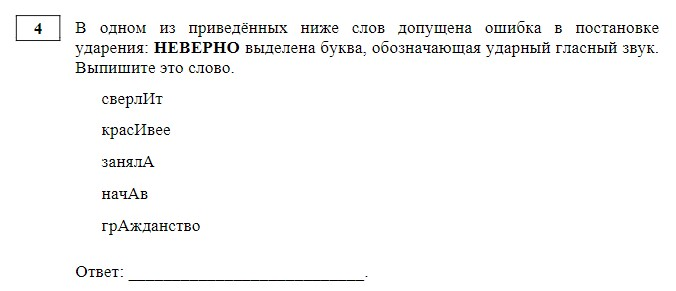 4
В одном из приведённых ниже слов допущена ошибка в постановке
ударения: НЕВЕРНО выделена буква, обозначающая ударный гласный звук.
Выпишите это слово.
сверлИт
красИвее
занялА
начАв
грАжданство
Ответ: ___________________________.